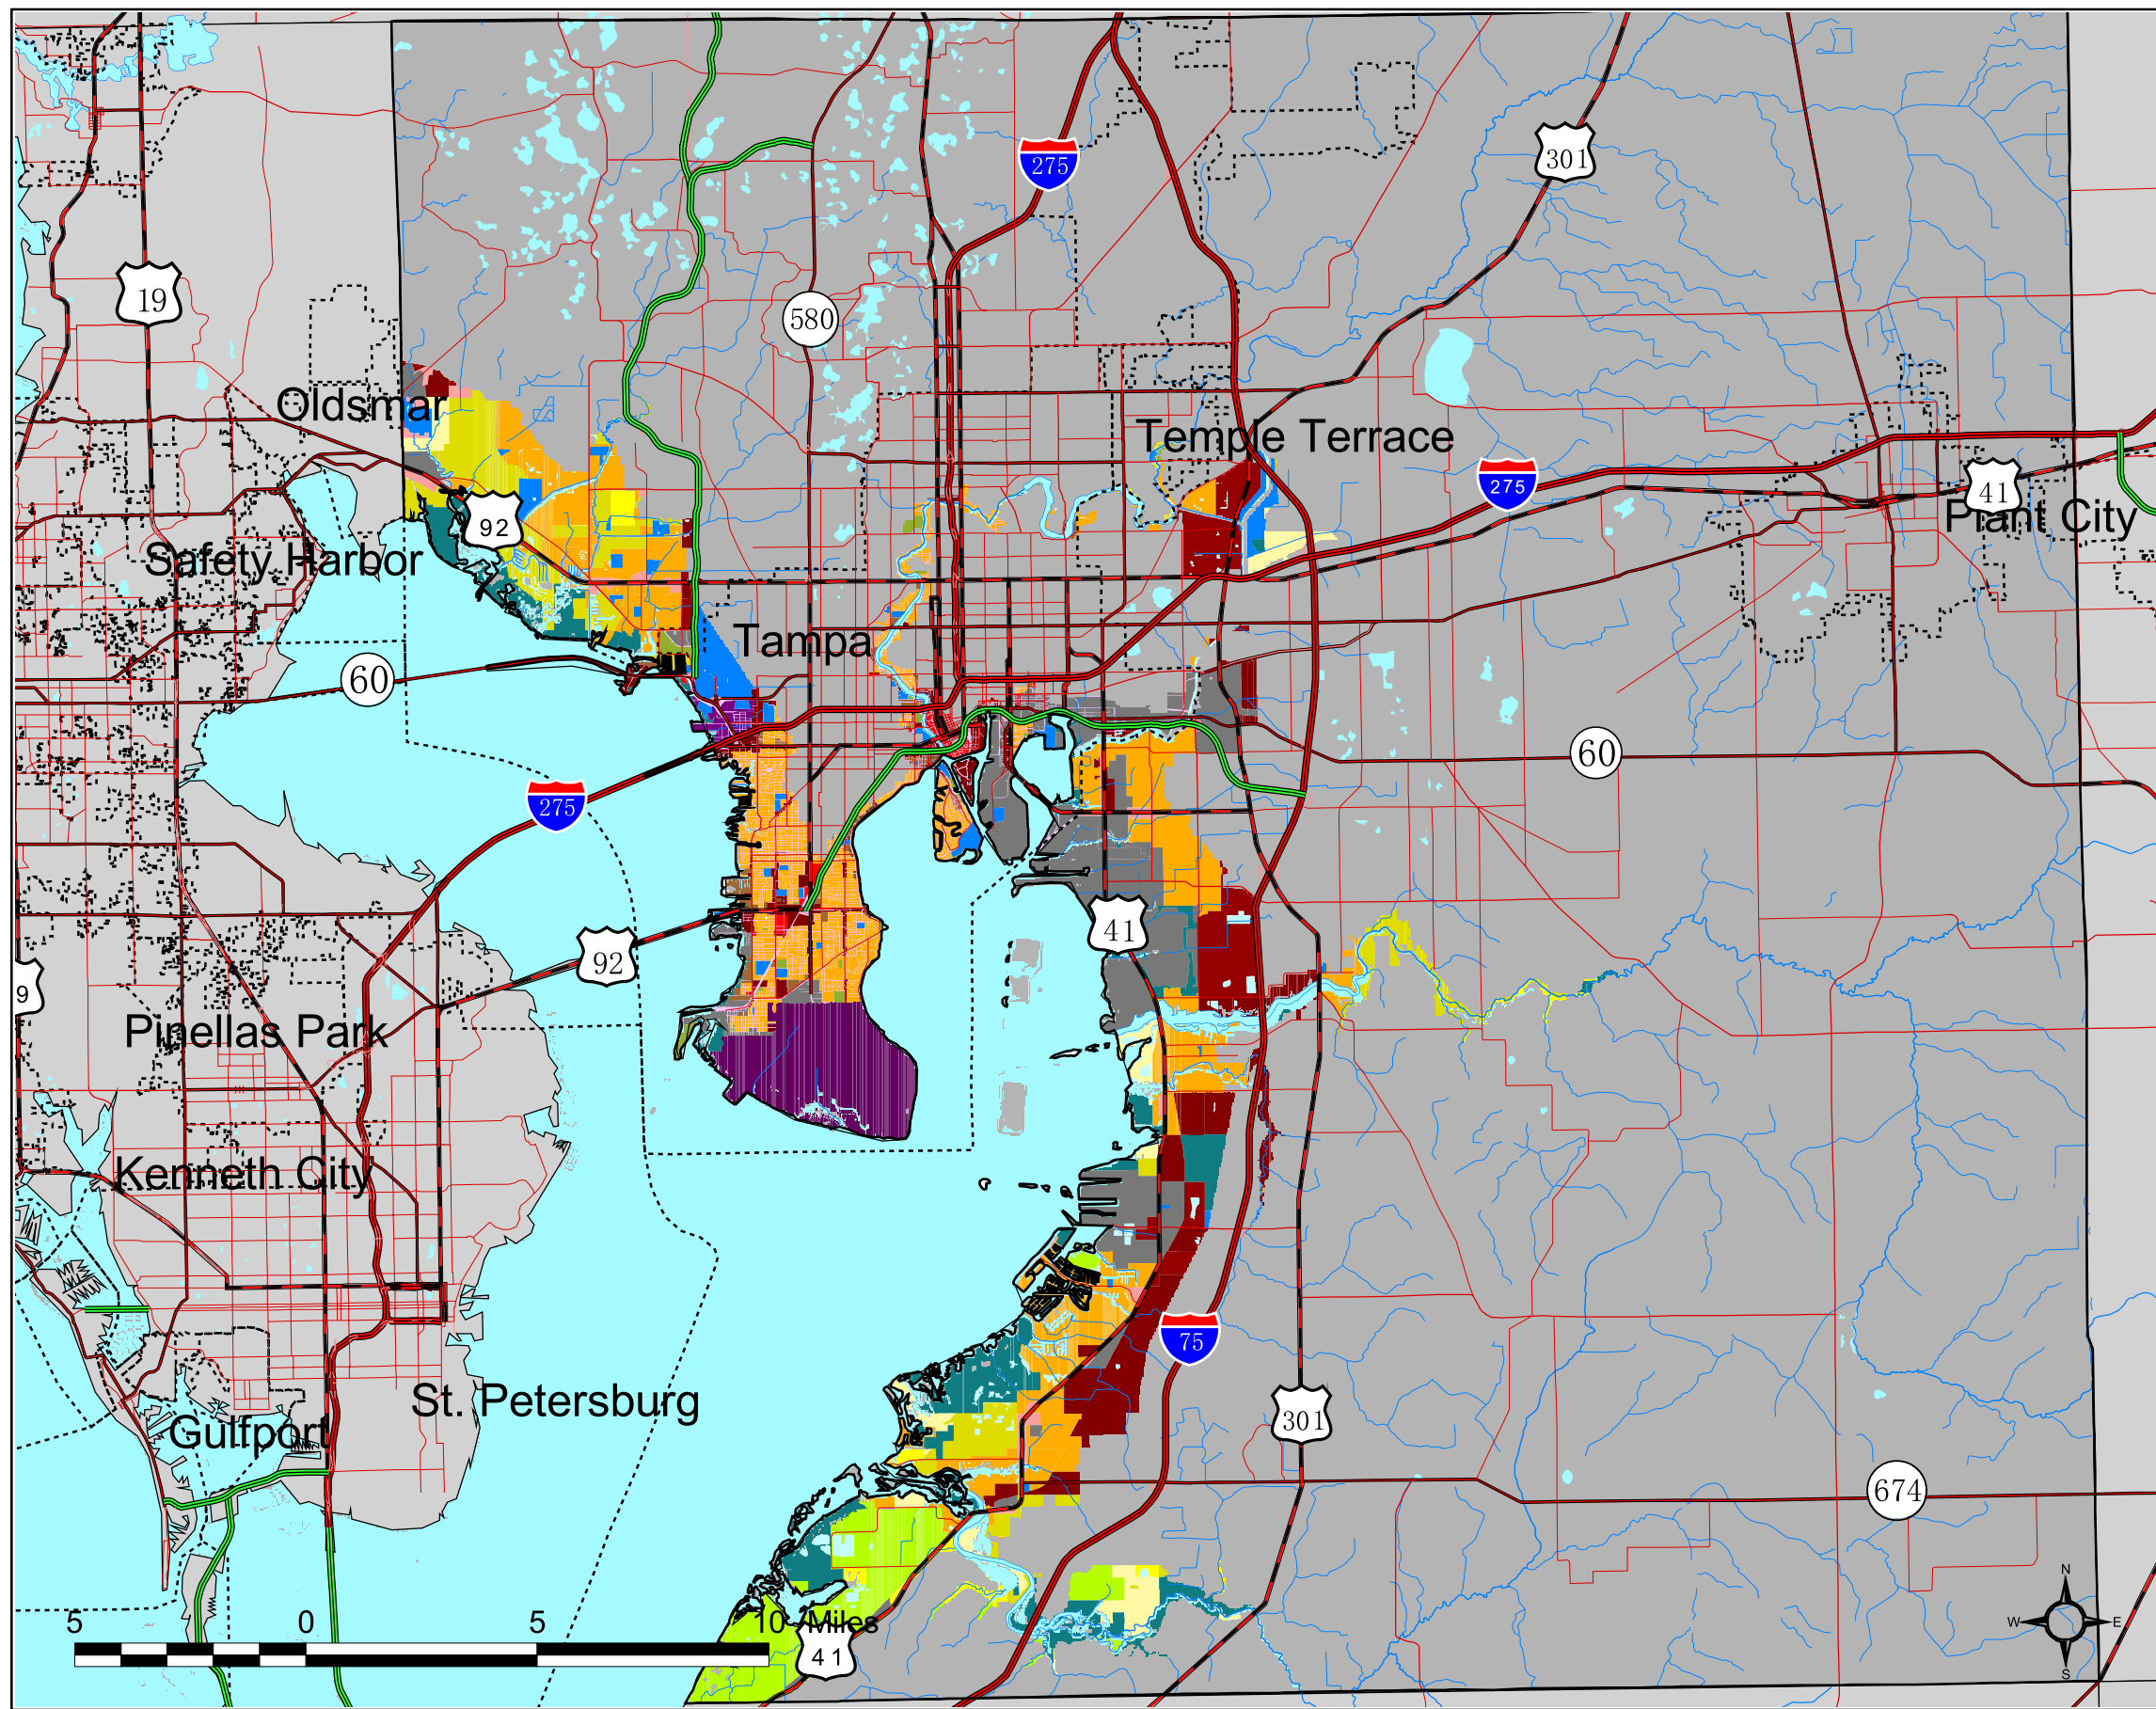 275
301
19
580
Oldsmar
Temple Terrace
275
41
92
Plant City
Safety Harbor
Tampa
60
60
275
41
92
9
Pinellas Park
Kenneth City
75
St. Petersburg
301
Gulfport
674
N
W E
S
5 0 5 10 Miles
41